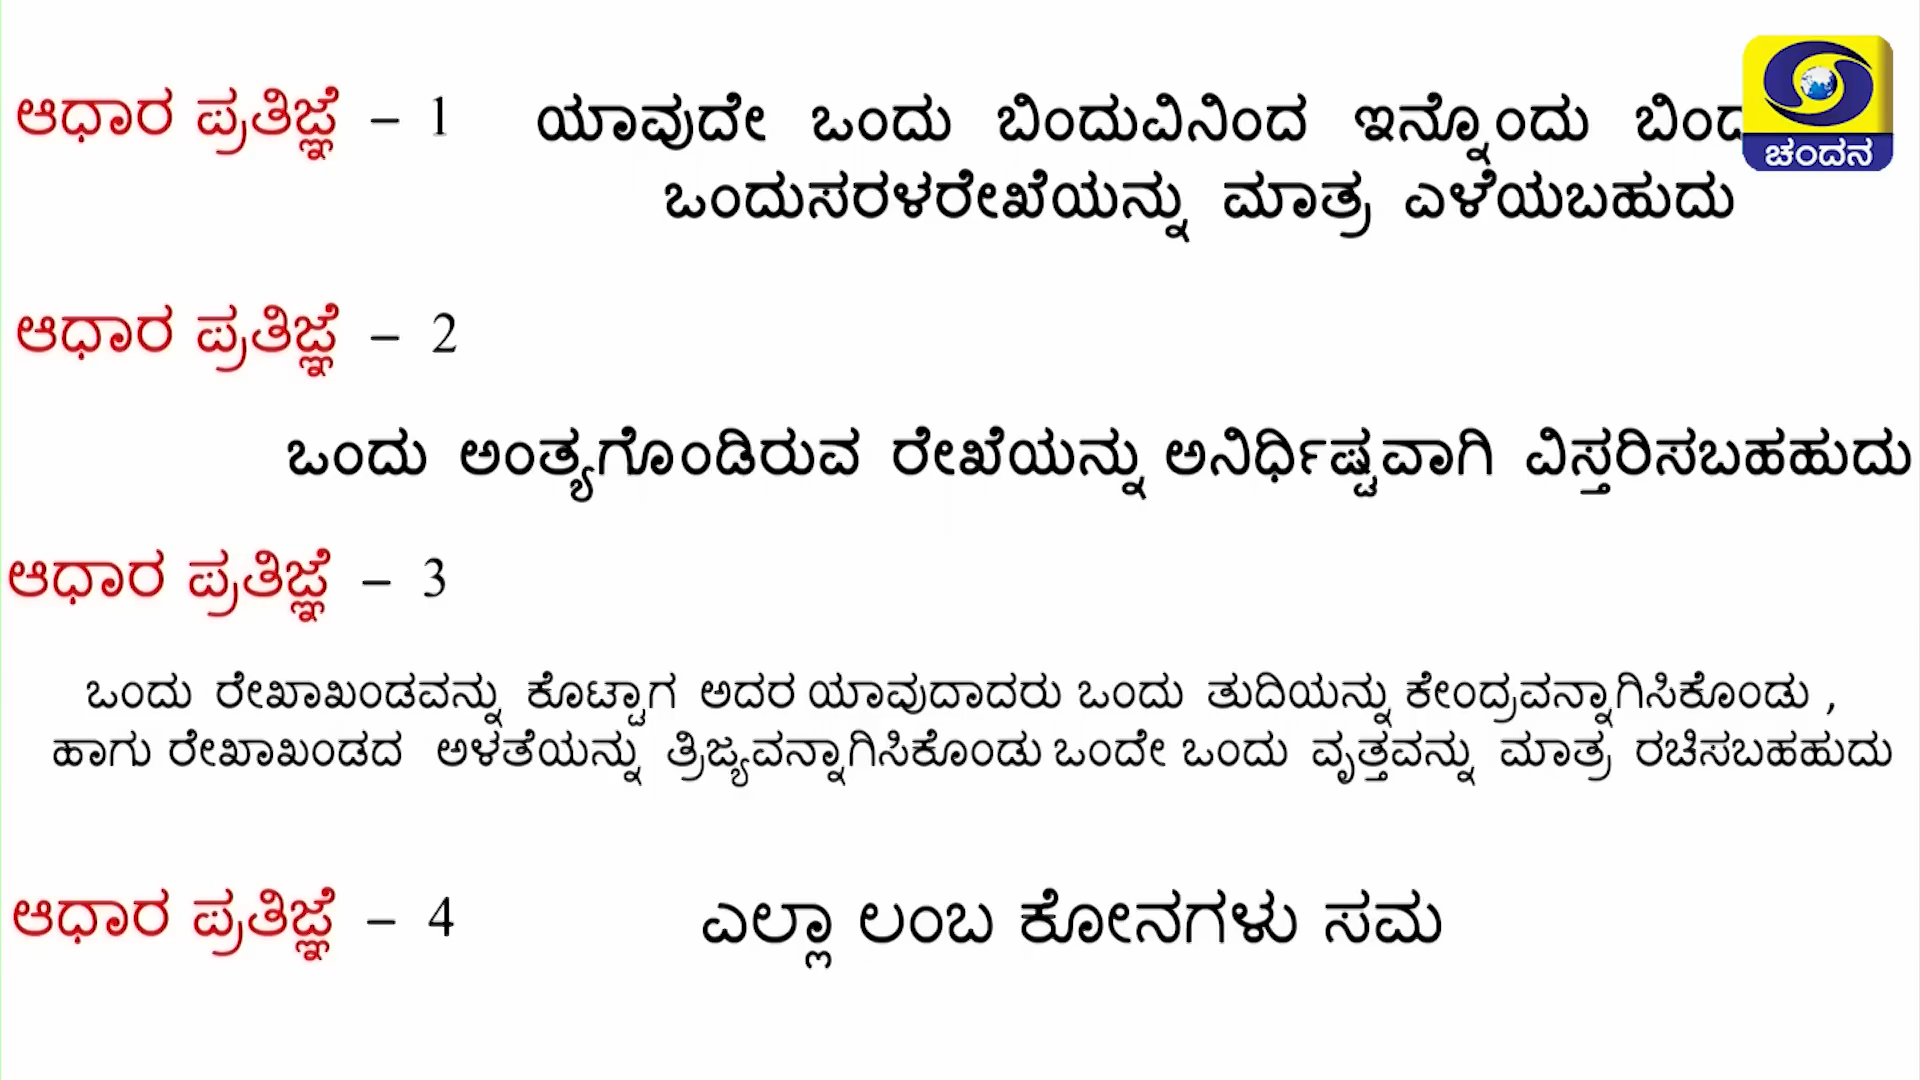 ಆಧಾರ ಪ್ರತಿಜ್ಞೆ – 1 ಯಾವುದೇ ಒಂದು ಬಿಂದುವಿನಿಂದ ಇನ್ನೊಂದು
ಚಂದನ
ಒಂದುಸರಳರೇಖೆಯನ್ನು ಮಾತ್ರ ಎಳೆಯಬಹುದು
ಆಧಾರ ಪ್ರತಿಜ್ಞೆ – 2
ಒಂದು ಅಂತ್ಯಗೊಂಡಿರುವ ರೇಖೆಯನ್ನು ಅನಿರ್ಧಿಷ್ಟವಾಗಿ ವಿಸ್ತರಿಸಬಹಹುದು
ಆಧಾರ ಪ್ರತಿಜ್ಞೆ – 3
ಒಂದು ರೇಖಾಖಂಡವನ್ನು ಕೊಟ್ಟಾಗ ಅದರ ಯಾವುದಾದರು ಒಂದು ತುದಿಯನ್ನು ಕೇಂದ್ರವನ್ನಾಗಿಸಿಕೊಂಡು ,
ಹಾಗು ರೇಖಾಖಂಡದ ಅಳತೆಯನ್ನು ತ್ರಿಜ್ಯವನ್ನಾಗಿಸಿಕೊಂಡು ಒಂದೇ ಒಂದು ವೃತ್ತವನ್ನು ಮಾತ್ರ ರಚಿಸಬಹಹುದು
ಆಧಾರ ಪ್ರತಿಜ್ಞೆ – 4 ಎಲ್ಲಾ ಲಂಬ ಕೋನಗಳು ಸಮ